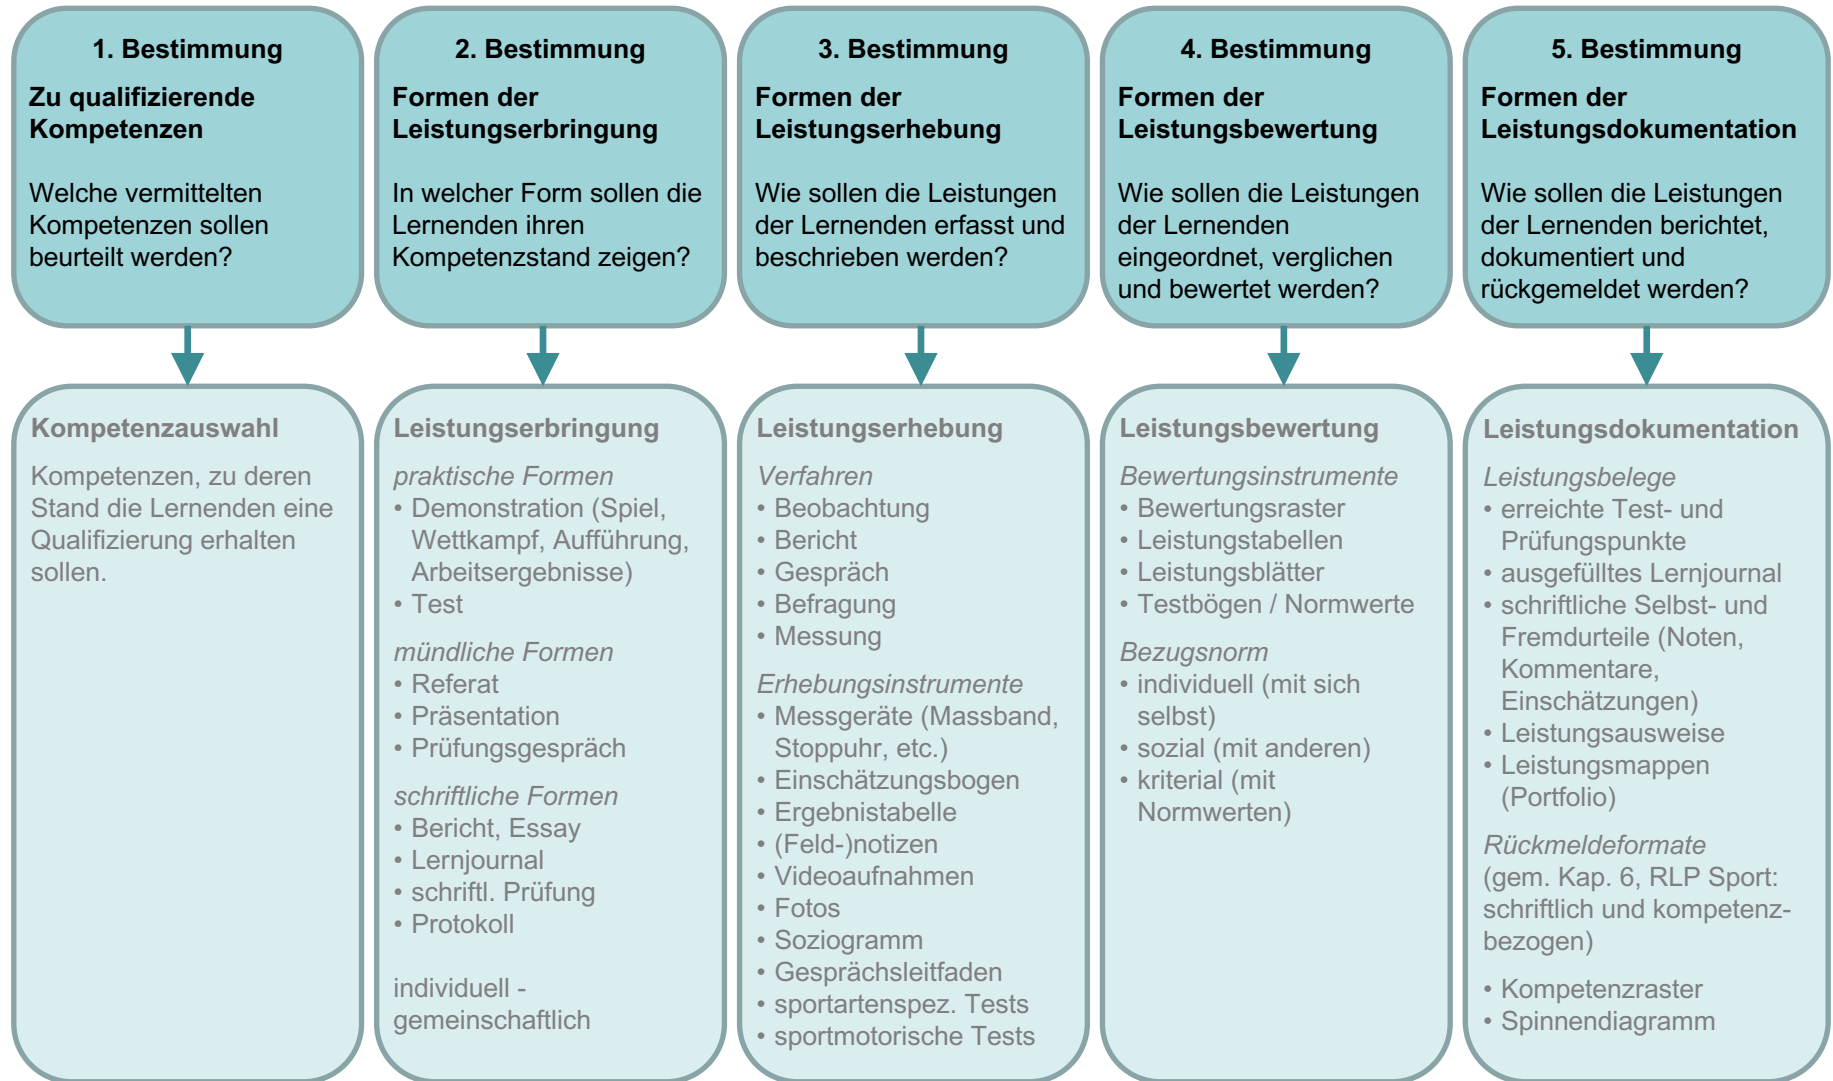 1. Bestimmung
Zu qualifizierende
Kompetenzen
Welche vermittelten
Kompetenzen sollen
beurteilt werden?
2. Bestimmung
Formen der
Leistungserbringung
In welcher Form sollen die
Lernenden ihren
Kompetenzstand zeigen?
3. Bestimmung
Formen der
Leistungserhebung
Wie sollen die Leistungen
der Lernenden erfasst und
beschrieben werden?
4. Bestimmung
Formen der
Leistungsbewertung
Wie sollen die Leistungen
der Lernenden
eingeordnet, verglichen
und bewertet werden?
5. Bestimmung
Formen der
Leistungsdokumentation
Wie sollen die Leistungen
der Lernenden berichtet,
dokumentiert und
rückgemeldet werden?
Kompetenzauswahl
Kompetenzen, zu deren
Stand die Lernenden eine
Qualifizierung erhalten
sollen.
Leistungserbringung
praktische Formen
• Demonstration (Spiel,
Wettkampf, Aufführung,
Arbeitsergebnisse)
• Test
mündliche Formen
• Referat
• Präsentation
• Prüfungsgespräch
schriftliche Formen
• Bericht, Essay
• Lernjournal
• schriftl. Prüfung
• Protokoll
individuell -
gemeinschaftlich
Leistungserhebung
Verfahren
• Beobachtung
• Bericht
• Gespräch
• Befragung
• Messung
Erhebungsinstrumente
• Messgeräte (Massband,
Stoppuhr, etc.)
• Einschätzungsbogen
• Ergebnistabelle
• (Feld-)notizen
• Videoaufnahmen
• Fotos
• Soziogramm
• Gesprächsleitfaden
• sportartenspez. Tests
• sportmotorische Tests
Leistungsbewertung
Bewertungsinstrumente
• Bewertungsraster
• Leistungstabellen
• Leistungsblätter
• Testbögen / Normwerte
Bezugsnorm
• individuell (mit sich
selbst)
• sozial (mit anderen)
• kriterial (mit
Normwerten)
Leistungsdokumentation
Leistungsbelege
• erreichte Test- und
Prüfungspunkte
• ausgefülltes Lernjournal
• schriftliche Selbst- und
Fremdurteile (Noten,
Kommentare,
Einschätzungen)
• Leistungsausweise
• Leistungsmappen
(Portfolio)
Rückmeldeformate
(gem. Kap. 6, RLP Sport:
schriftlich und kompetenz-
bezogen)
• Kompetenzraster
• Spinnendiagramm